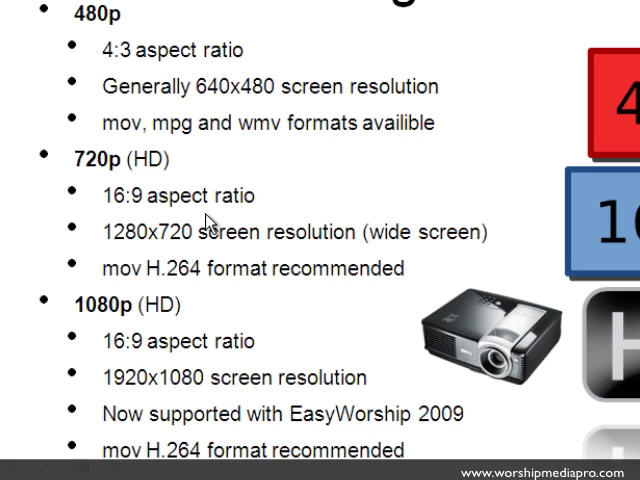 480p
4:3 aspect ratio
Generally 640x480 screen resolution
mov, mpg and wmv formats availible
720p (HD)
16:9 aspect ratio
1280x720 screen resolution (wide screen)
mov H.264 format recommended
1080p (HD)
16:9 aspect ratio
1920x1080 screen resolution
Now supported with EasyWorship 2009
mov H.264 format recommended
4
16
H
www.worshipmediapro.com